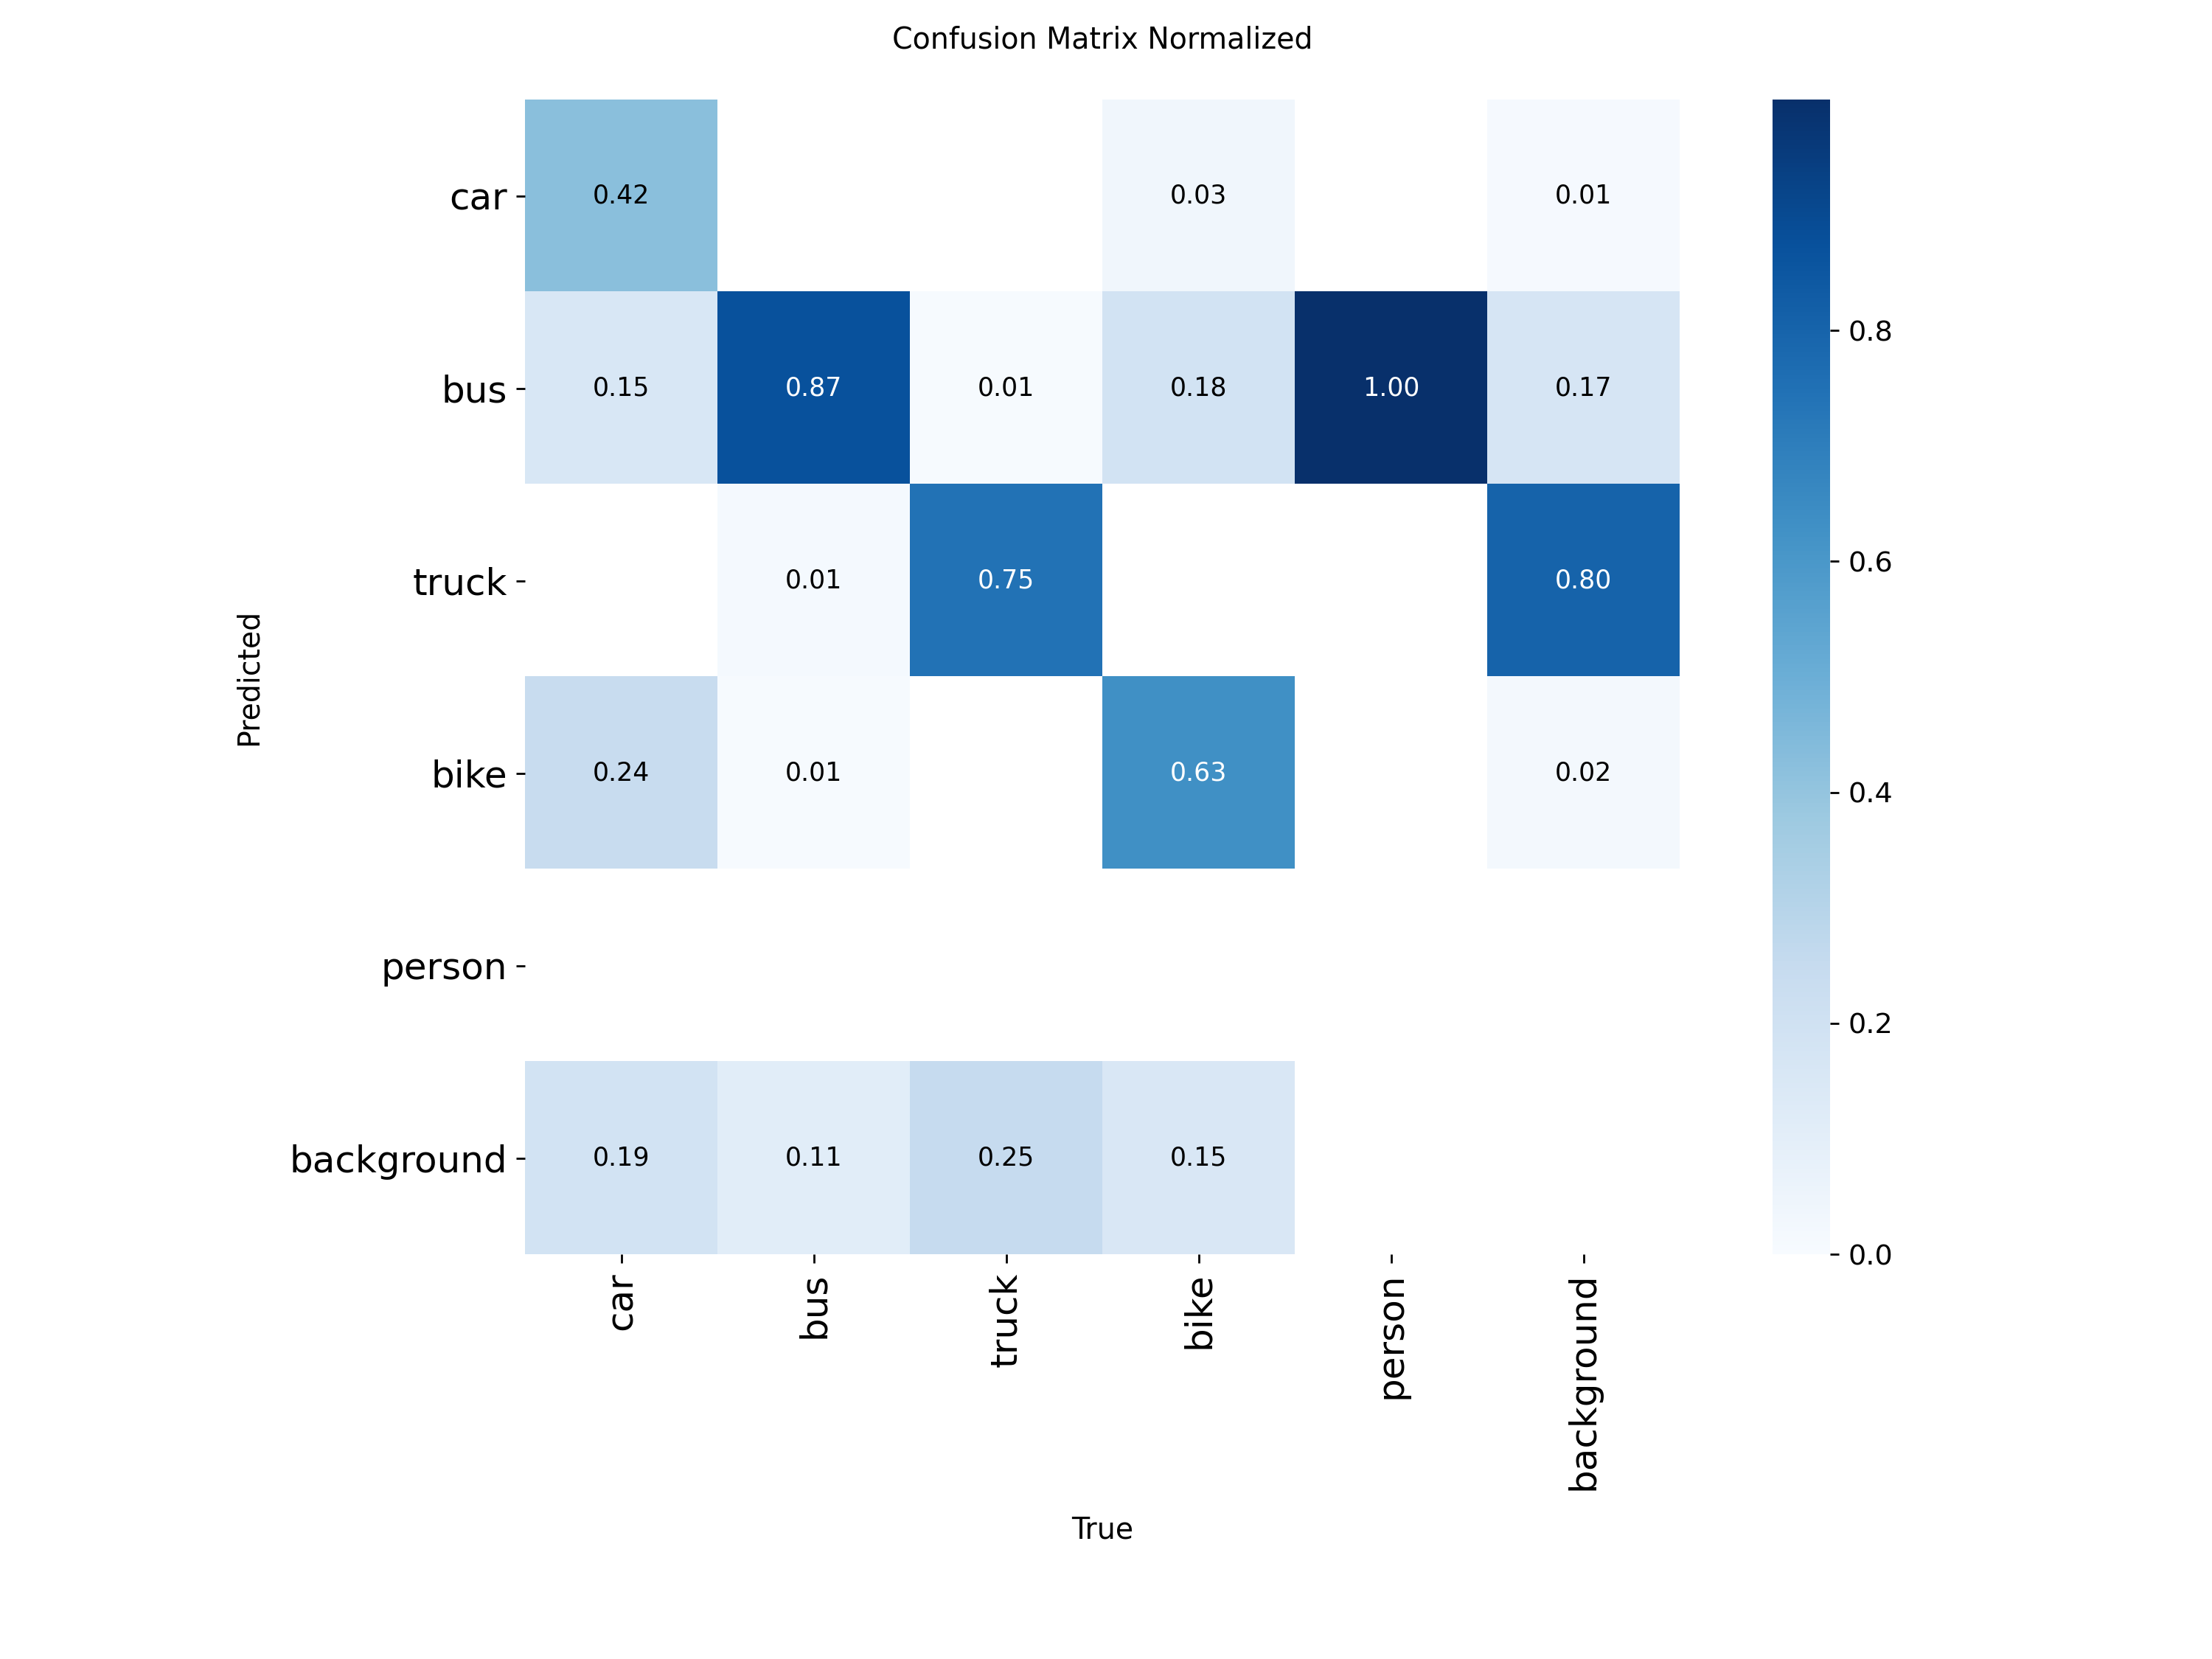 Confusion Matrix Normalized
car 0.42 0.03 0.01
bus 0.15 0.87 0.01 0.18 1.00 0.17
truck 0.01 0.75 0.80
bike 0.24 0.01 0.63 0.02
person
background 0.19 0.11 0.25 0.15
Predicted
car bus truck bike person background
True
0.8
0.6
0.4
0.2
0.0